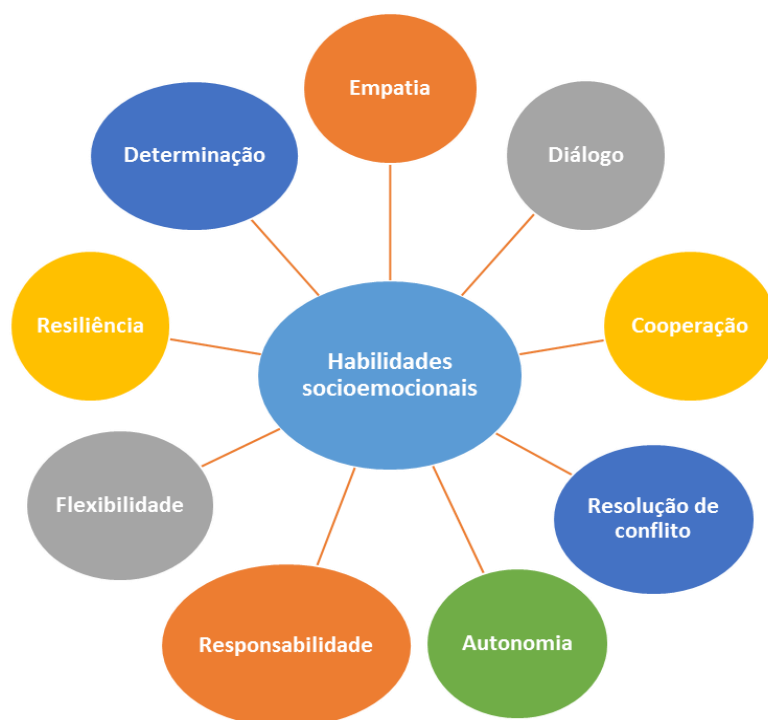 Empatia
Diálogo
Cooperação
Resolução de
conflito
Autonomia
Responsabilidade
Flexibilidade
Resiliência
Determinação
Habilidades
socioemocionais